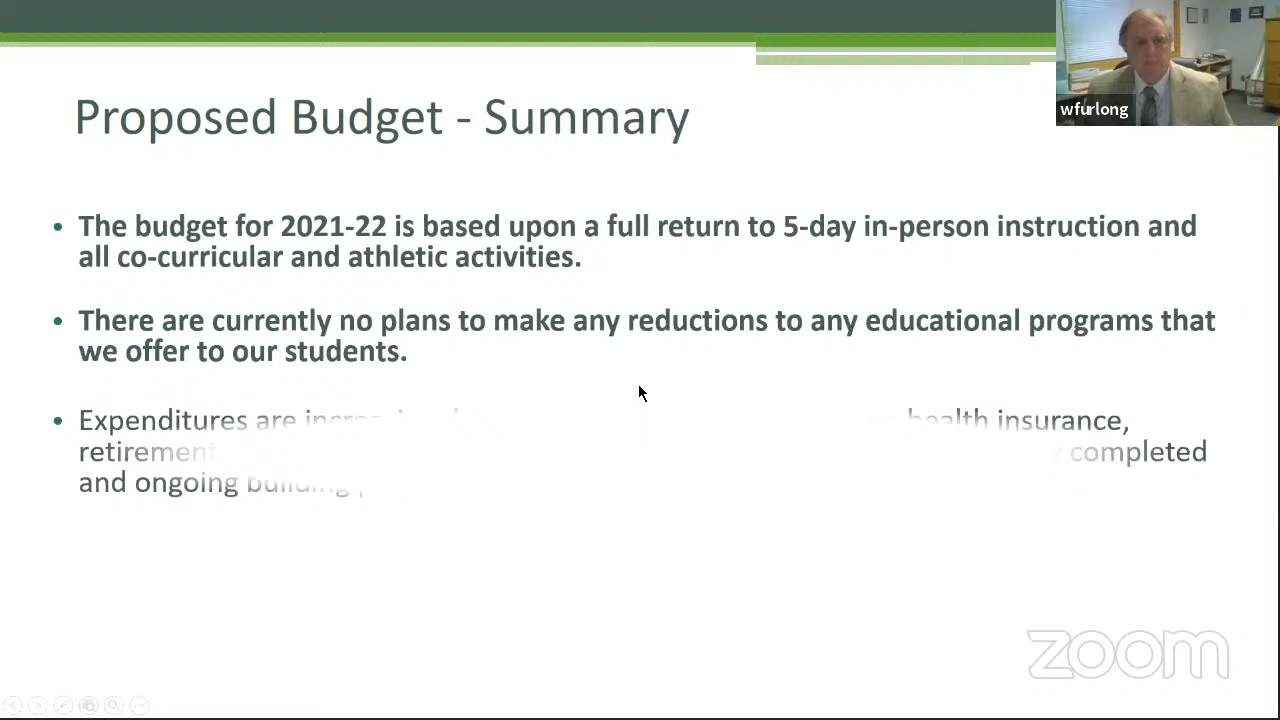 wfurlong
Proposed Budget - Summary
• The budget for 2021-22 is based upon a full return to 5-day in-person instruction and
all co-curricular and athletic activities.
• There are currently no plans to make any reductions to any educational programs that
we offer to our students.
• Expenditures are health insurance,
retirement completed
and ongoing building
zoom